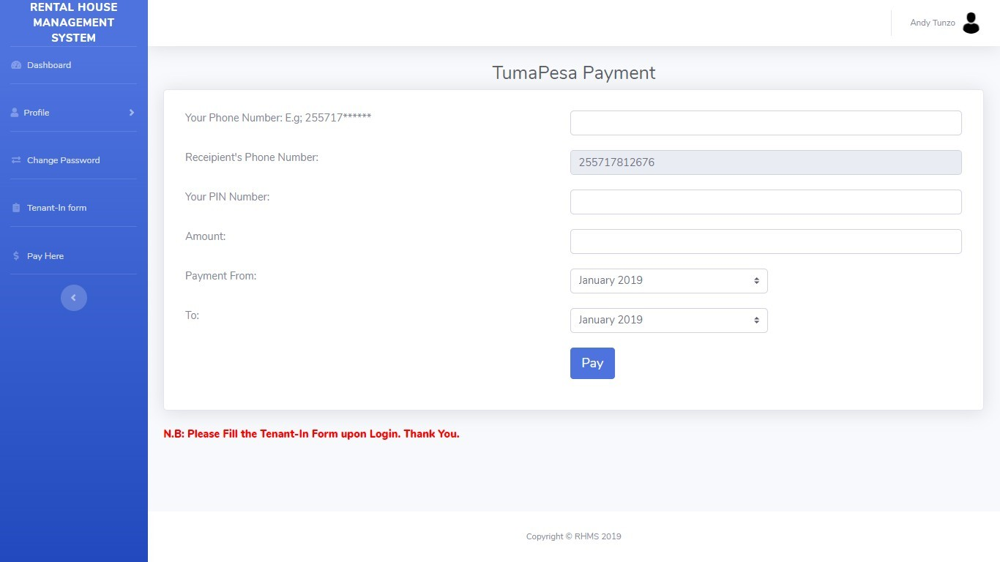 RENTAL HOUSE
MANAGEMENT
SYSTEM
Dashboard
Profile
Change Password
Tenant-In form
Pay Here
Andy Tunzo
TumaPesa Payment
Your Phone Number: E.g; 255717******
Receipient's Phone Number:
255717812676
Your PIN Number:
Amount:
Payment From:
January 2019
To:
January 2019
Pay
N.B: Please Fill the Tenant-In Form upon Login. Thank You.
Copyright © RHMS 2019